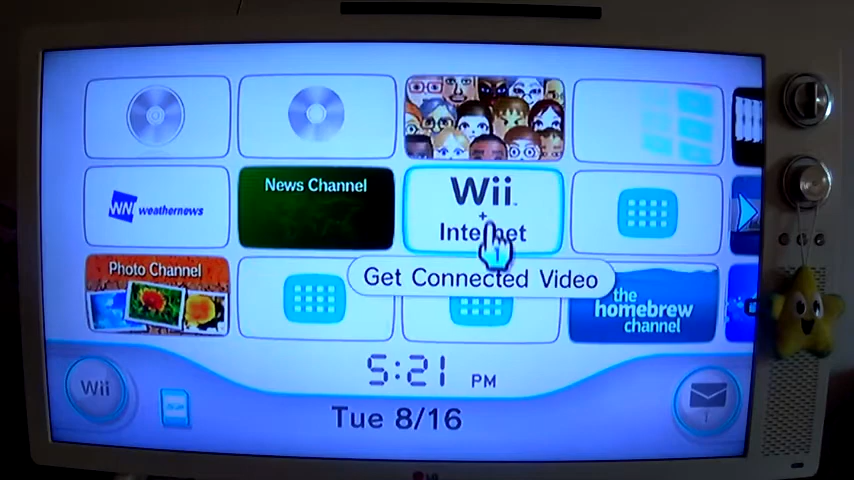 WN weathernews
News Channel
Wii
+
Internet
Get Connected Video
Photo Channel
the
homebrew
channel
5:21 PM
Wii
1
Tue 8/16
LG